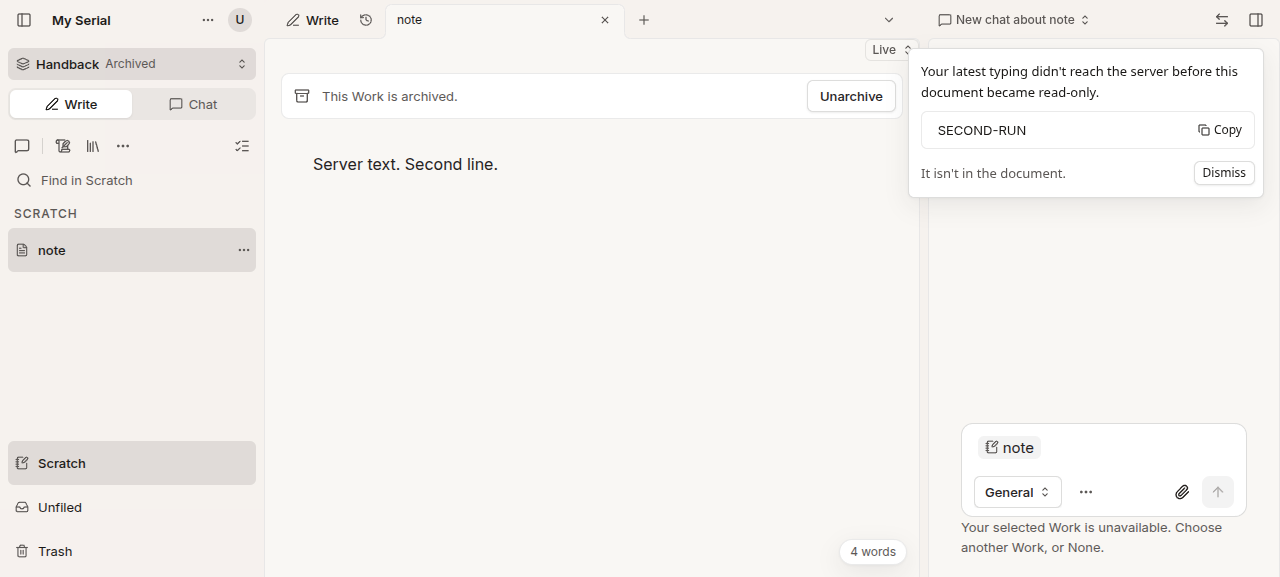 My Serial
U
Handback Archived
Write
Chat
Find in Scratch
SCRATCH
note
Scratch
Unfiled
Trash
Write
note
Live
This Work is archived.
Unarchive
Server text. Second line.
4 words
New chat about note
Your latest typing didn't reach the server before this
document became read-only.
SECOND-RUN
Copy
It isn't in the document.
Dismiss
note
General
Your selected Work is unavailable. Choose
another Work, or None.